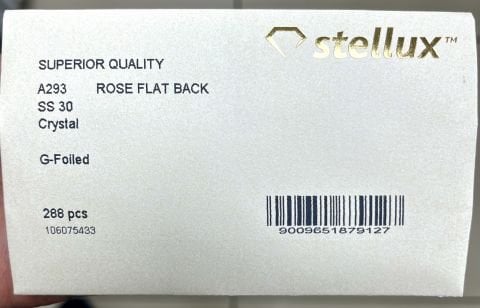 stellux™
SUPERIOR QUALITY
A293 ROSE FLAT BACK
SS 30
Crystal
G-Foiled
288 pcs
106075433
9009651879127